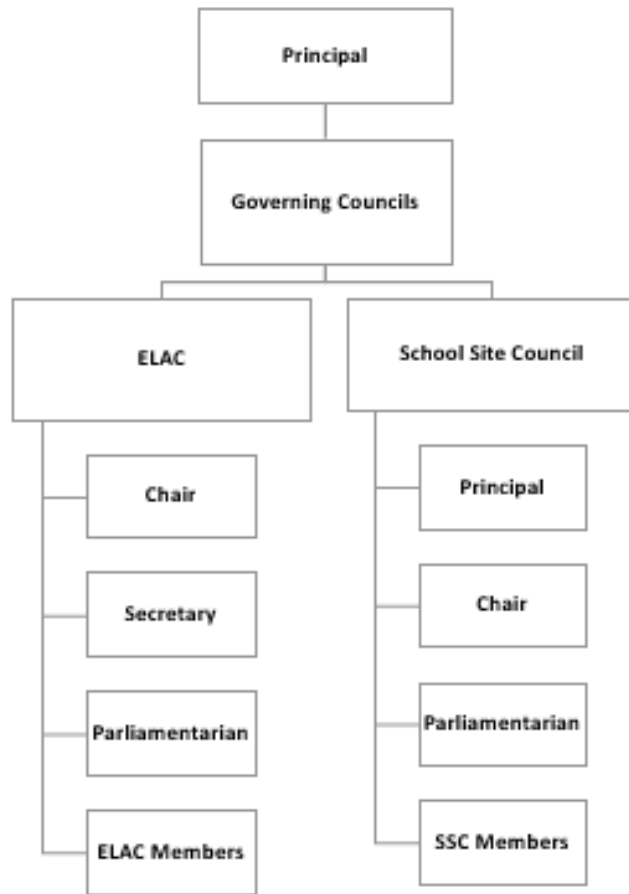 Principal
Governing Councils
ELAC
School Site Council
Chair
Principal
Secretary
Chair
Parliamentarian
Parliamentarian
ELAC Members
SSC Members